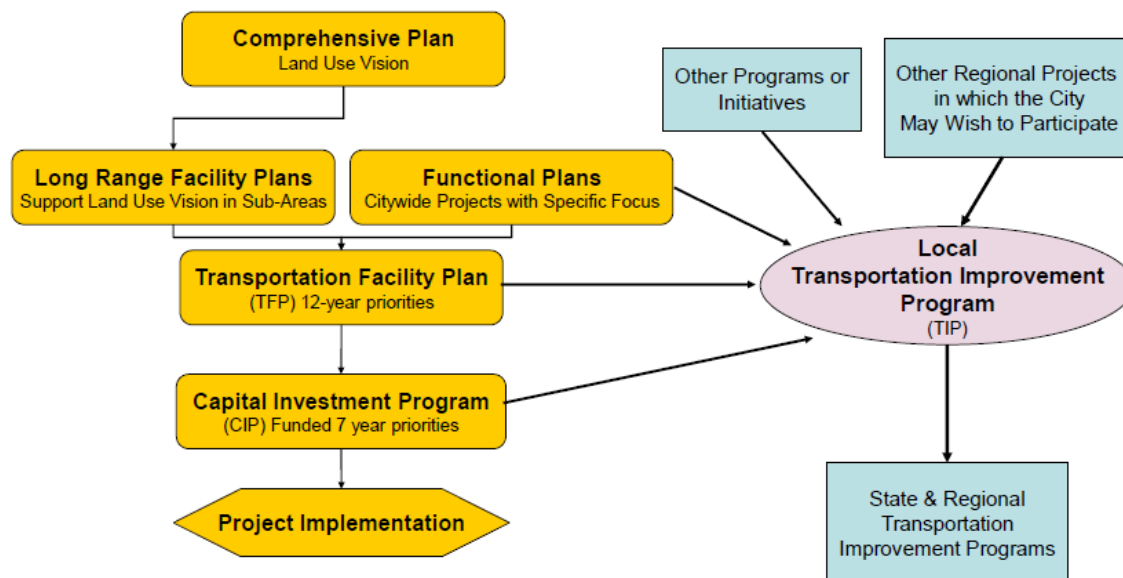 Comprehensive Plan
Land Use Vision
Other Programs or
Initiatives
Other Regional Projects
in which the City
May Wish to Participate
Long Range Facility Plans
Support Land Use Vision in Sub-Areas
Functional Plans
Citywide Projects with Specific Focus
Transportation Facility Plan
(TFP) 12-year priorities
Local
Transportation Improvement
Program
(TIP)
Capital Investment Program
(CIP) Funded 7 year priorities
Project Implementation
State & Regional
Transportation
Improvement Programs